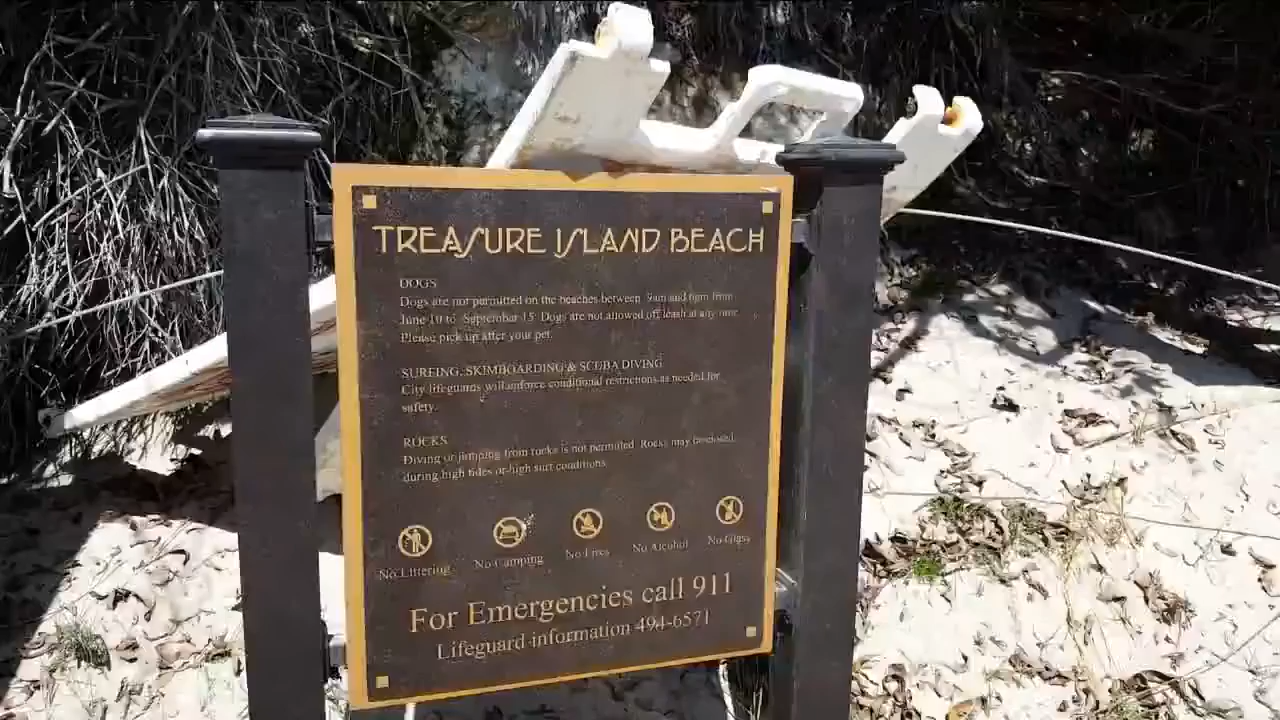 TREASURE ISLAND BEACH
DOGS
Dogs are not permitted on the beaches between 9am and 6pm from
June 10 to September 15. Dogs are not allowed off leash at any time.
Please pick up after your pet.
SURFING, SKIMBOARDING & SCUBA DIVING
City lifeguards will enforce conditional restrictions as needed for
safety.
ROCKS
Diving or jumping from rocks is not permitted. Rocks may be closed
during high tides or high surf conditions.
No Littering No Camping No Fires No Alcohol No Glass
For Emergencies call 911
Lifeguard information 494-6571